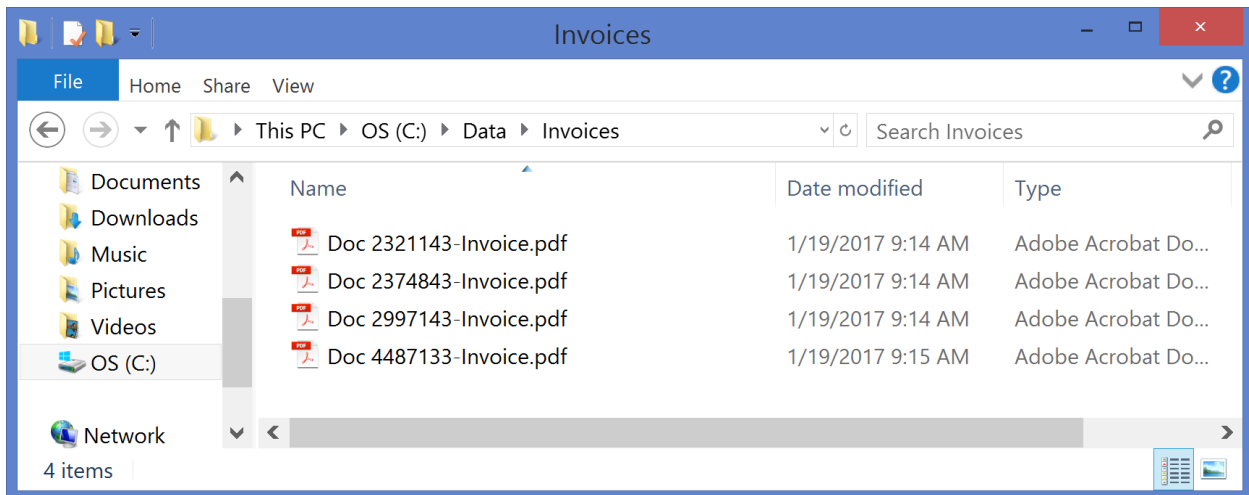 Invoices
File Home Share View
This PC OS (C:) Data Invoices Search Invoices
Documents
Downloads
Music
Pictures
Videos
OS (C:)
Network
Name Date modified Type
Doc 2321143-Invoice.pdf 1/19/2017 9:14 AM Adobe Acrobat Do...
Doc 2374843-Invoice.pdf 1/19/2017 9:14 AM Adobe Acrobat Do...
Doc 2997143-Invoice.pdf 1/19/2017 9:14 AM Adobe Acrobat Do...
Doc 4487133-Invoice.pdf 1/19/2017 9:15 AM Adobe Acrobat Do...
4 items